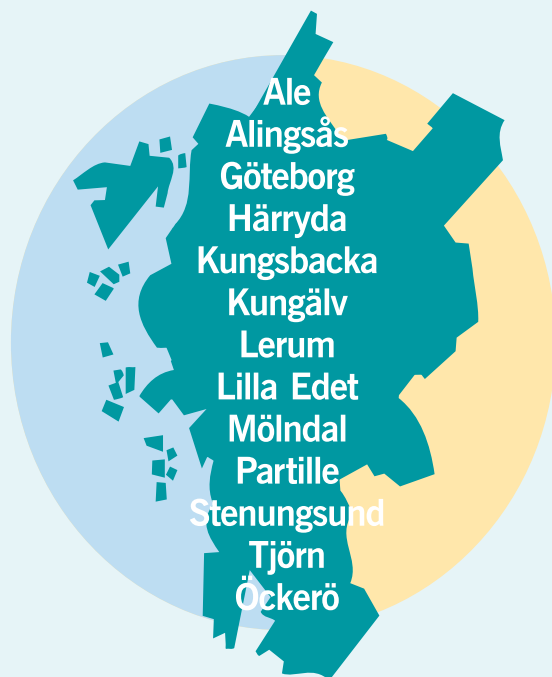 Ale
Alingsås
Göteborg
Härryda
Kungsbacka
Kungälv
Lerum
Lilla Edet
Mölndal
Partille
Stenungsund
Tjörn
Öckerö